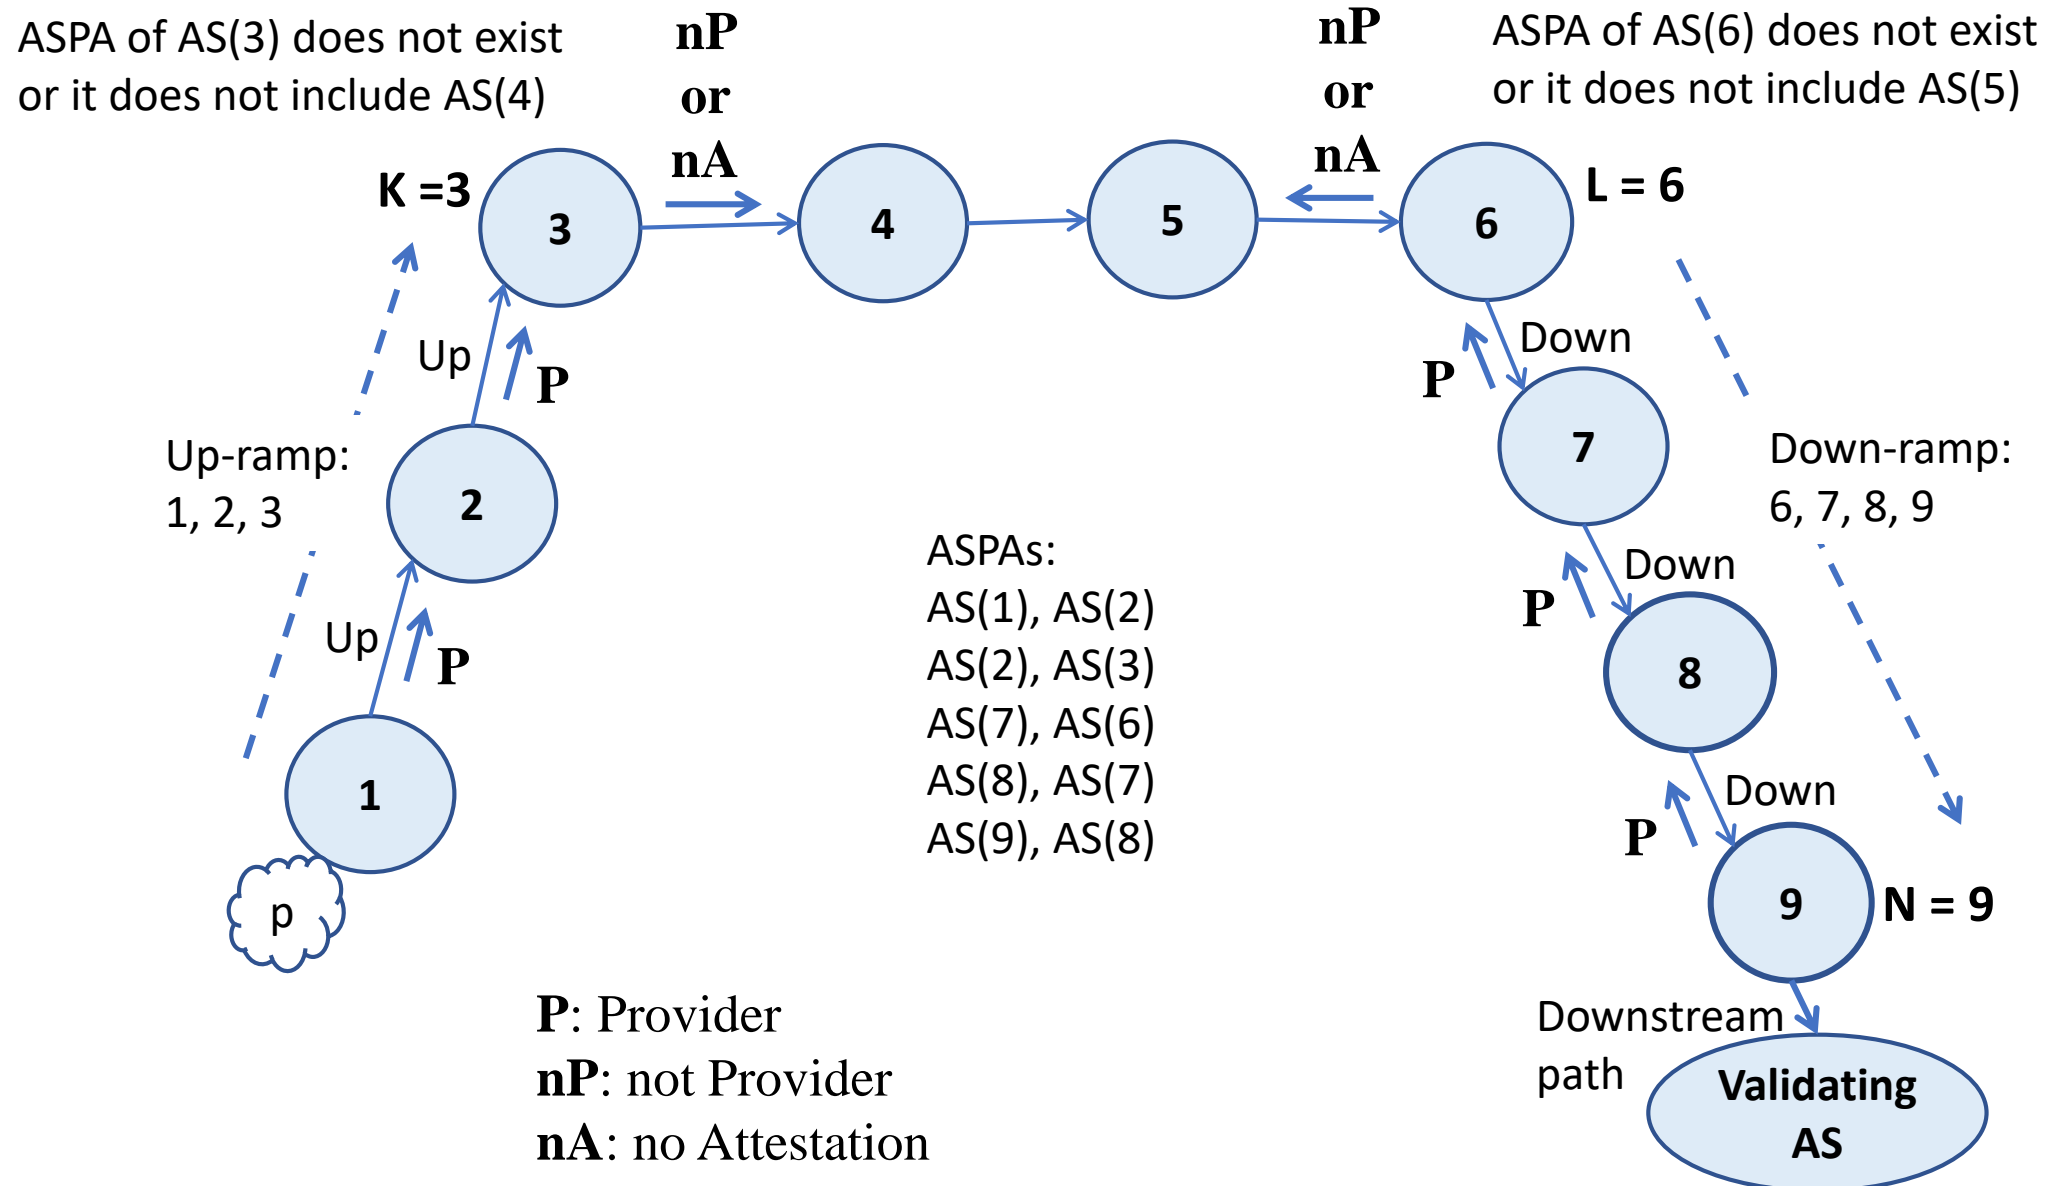 ASPA of AS(3) does not exist
or it does not include AS(4)
nP
or
nA
nP
or
nA
ASPA of AS(6) does not exist
or it does not include AS(5)
K =3
3
4
5
6
L = 6
Up
P
Down
P
7
Up-ramp:
1, 2, 3
Down-ramp:
6, 7, 8, 9
2
ASPAs:
AS(1), AS(2)
AS(2), AS(3)
AS(7), AS(6)
AS(8), AS(7)
AS(9), AS(8)
Down
P
8
Up
P
Down
P
1
p
9
N = 9
P: Provider
nP: not Provider
nA: no Attestation
Downstream
path
Validating
AS